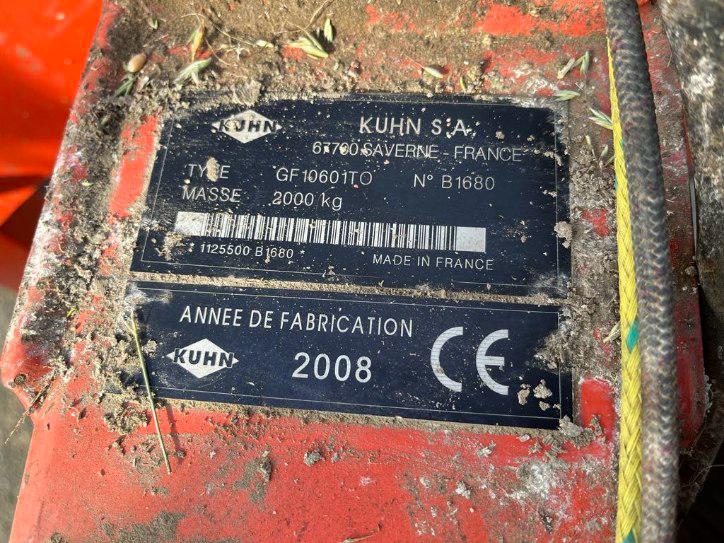 KUHN
KUHN S.A.
67700 SAVERNE - FRANCE
TYPE GF10601TO N° B1680
MASSE 2000 kg
* 1125500 B1680 * MADE IN FRANCE
ANNEE DE FABRICATION
KUHN 2008 CE